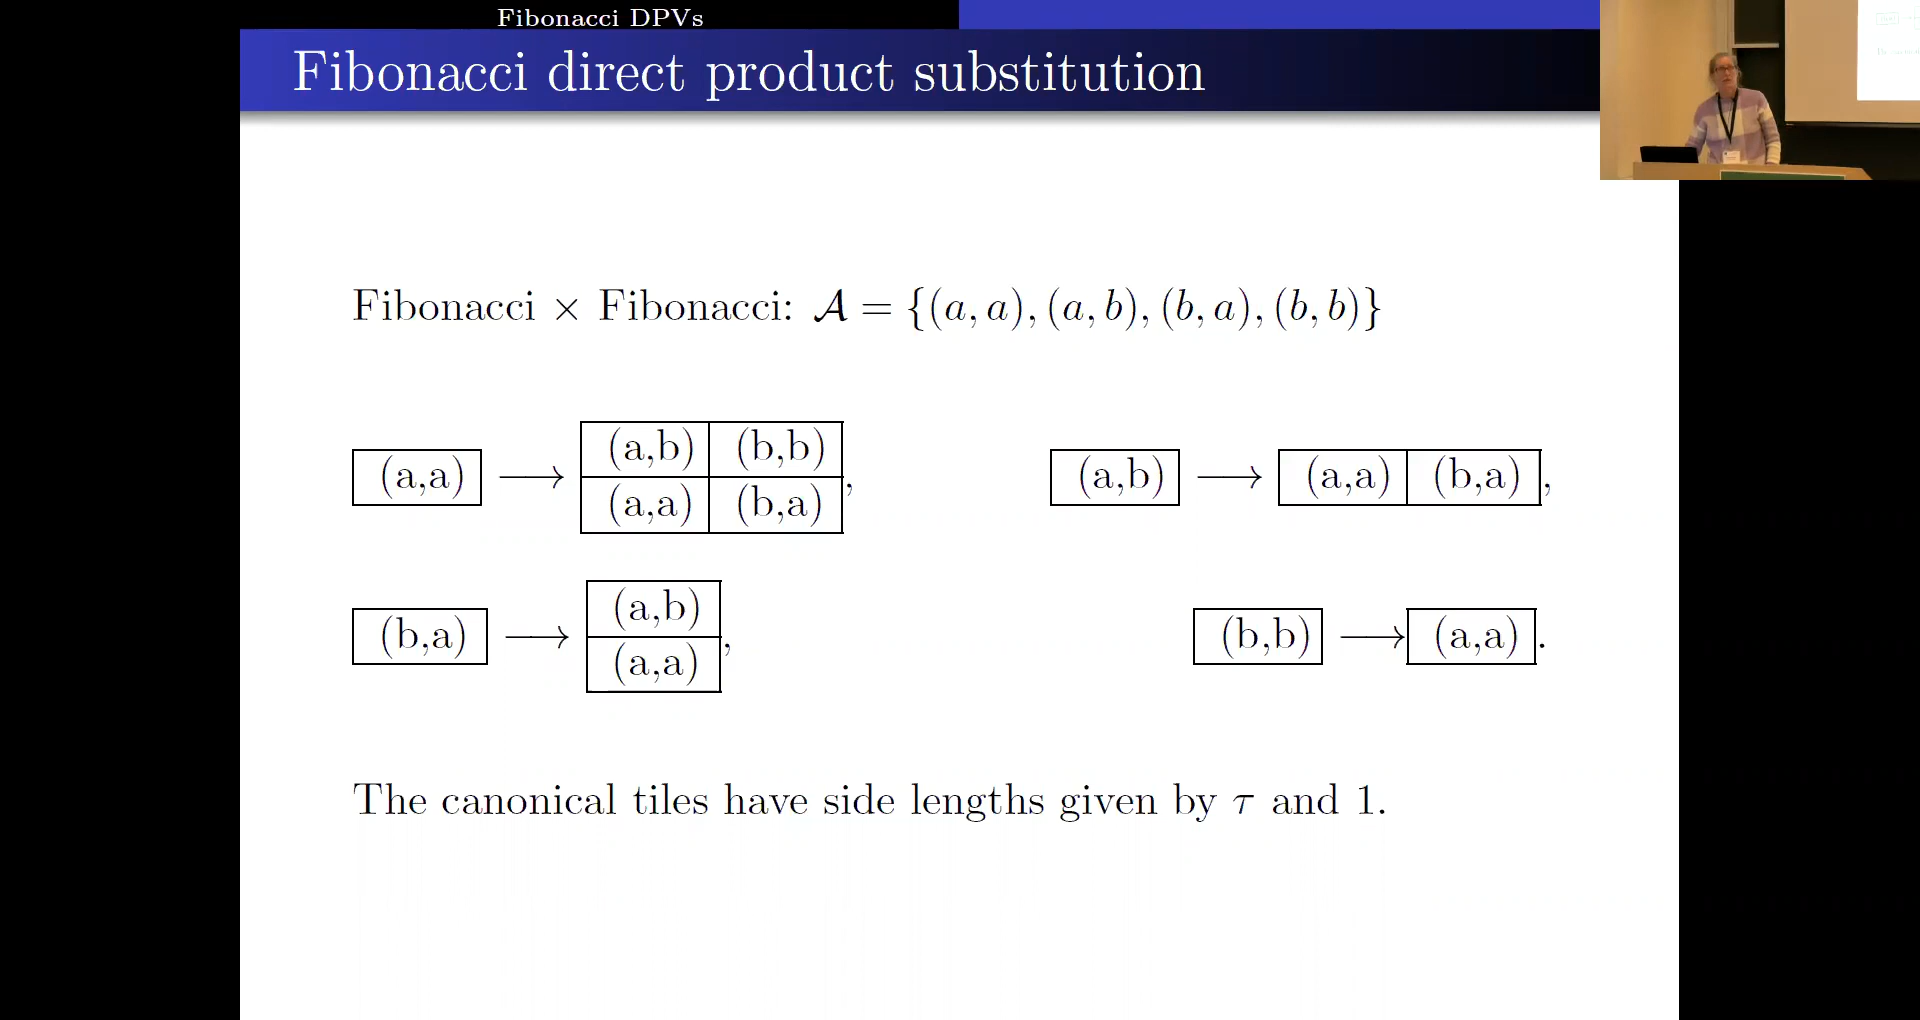 Fibonacci DPVs
Fibonacci direct product substitution
Fibonacci × Fibonacci: 𝒜 = {(a, a), (a, b), (b, a), (b, b)}
(a,a) ⟶ (a,b) (b,b)
(a,a) (b,a),
(a,b) ⟶ (a,a) (b,a),
(b,a) ⟶ (a,b)
(a,a),
(b,b) ⟶ (a,a).
The canonical tiles have side lengths given by τ and 1.